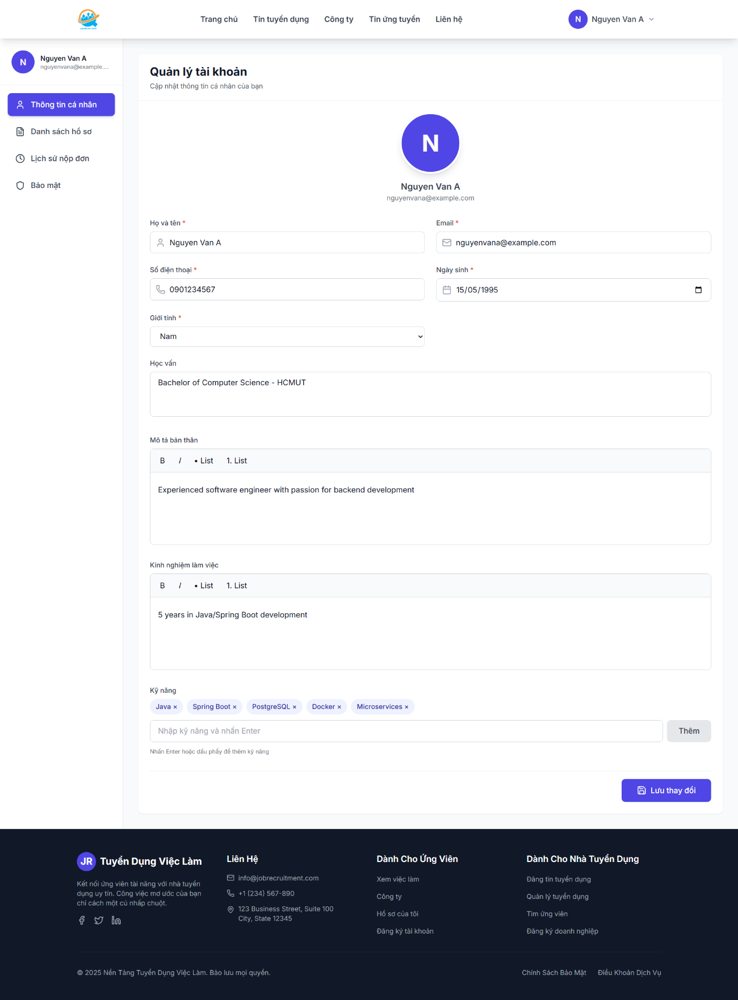 Trang chủ
Tin tuyển dụng
Công ty
Tin ứng tuyển
Liên hệ
N
Nguyen Van A
N
Nguyen Van A
nguyenvana@example....
Thông tin cá nhân
Danh sách hồ sơ
Lịch sử nộp đơn
Bảo mật
Quản lý tài khoản
Cập nhật thông tin cá nhân của bạn
N
Nguyen Van A
nguyenvana@example.com
Họ và tên *
Nguyen Van A
Email *
nguyenvana@example.com
Số điện thoại *
0901234567
Ngày sinh *
15/05/1995
Giới tính *
Nam
Học vấn
Bachelor of Computer Science - HCMUT
Mô tả bản thân
B I • List 1. List
Experienced software engineer with passion for backend development
Kinh nghiệm làm việc
B I • List 1. List
5 years in Java/Spring Boot development
Kỹ năng
Java × Spring Boot × PostgreSQL × Docker × Microservices ×
Nhập kỹ năng và nhấn Enter
Thêm
Nhấn Enter hoặc dấu phẩy để thêm kỹ năng
Lưu thay đổi
JR Tuyển Dụng Việc Làm
Kết nối ứng viên tài năng với nhà tuyển
dụng uy tín. Công việc mơ ước của bạn
chỉ cách một cú nhấp chuột.
Liên Hệ
info@jobrecruitment.com
+1 (234) 567-890
123 Business Street, Suite 100
City, State 12345
Dành Cho Ứng Viên
Xem việc làm
Công ty
Hồ sơ của tôi
Đăng ký tài khoản
Dành Cho Nhà Tuyển Dụng
Đăng tin tuyển dụng
Quản lý tuyển dụng
Tìm ứng viên
Đăng ký doanh nghiệp
© 2025 Nền Tảng Tuyển Dụng Việc Làm. Bảo lưu mọi quyền.
Chính Sách Bảo Mật
Điều Khoản Dịch Vụ